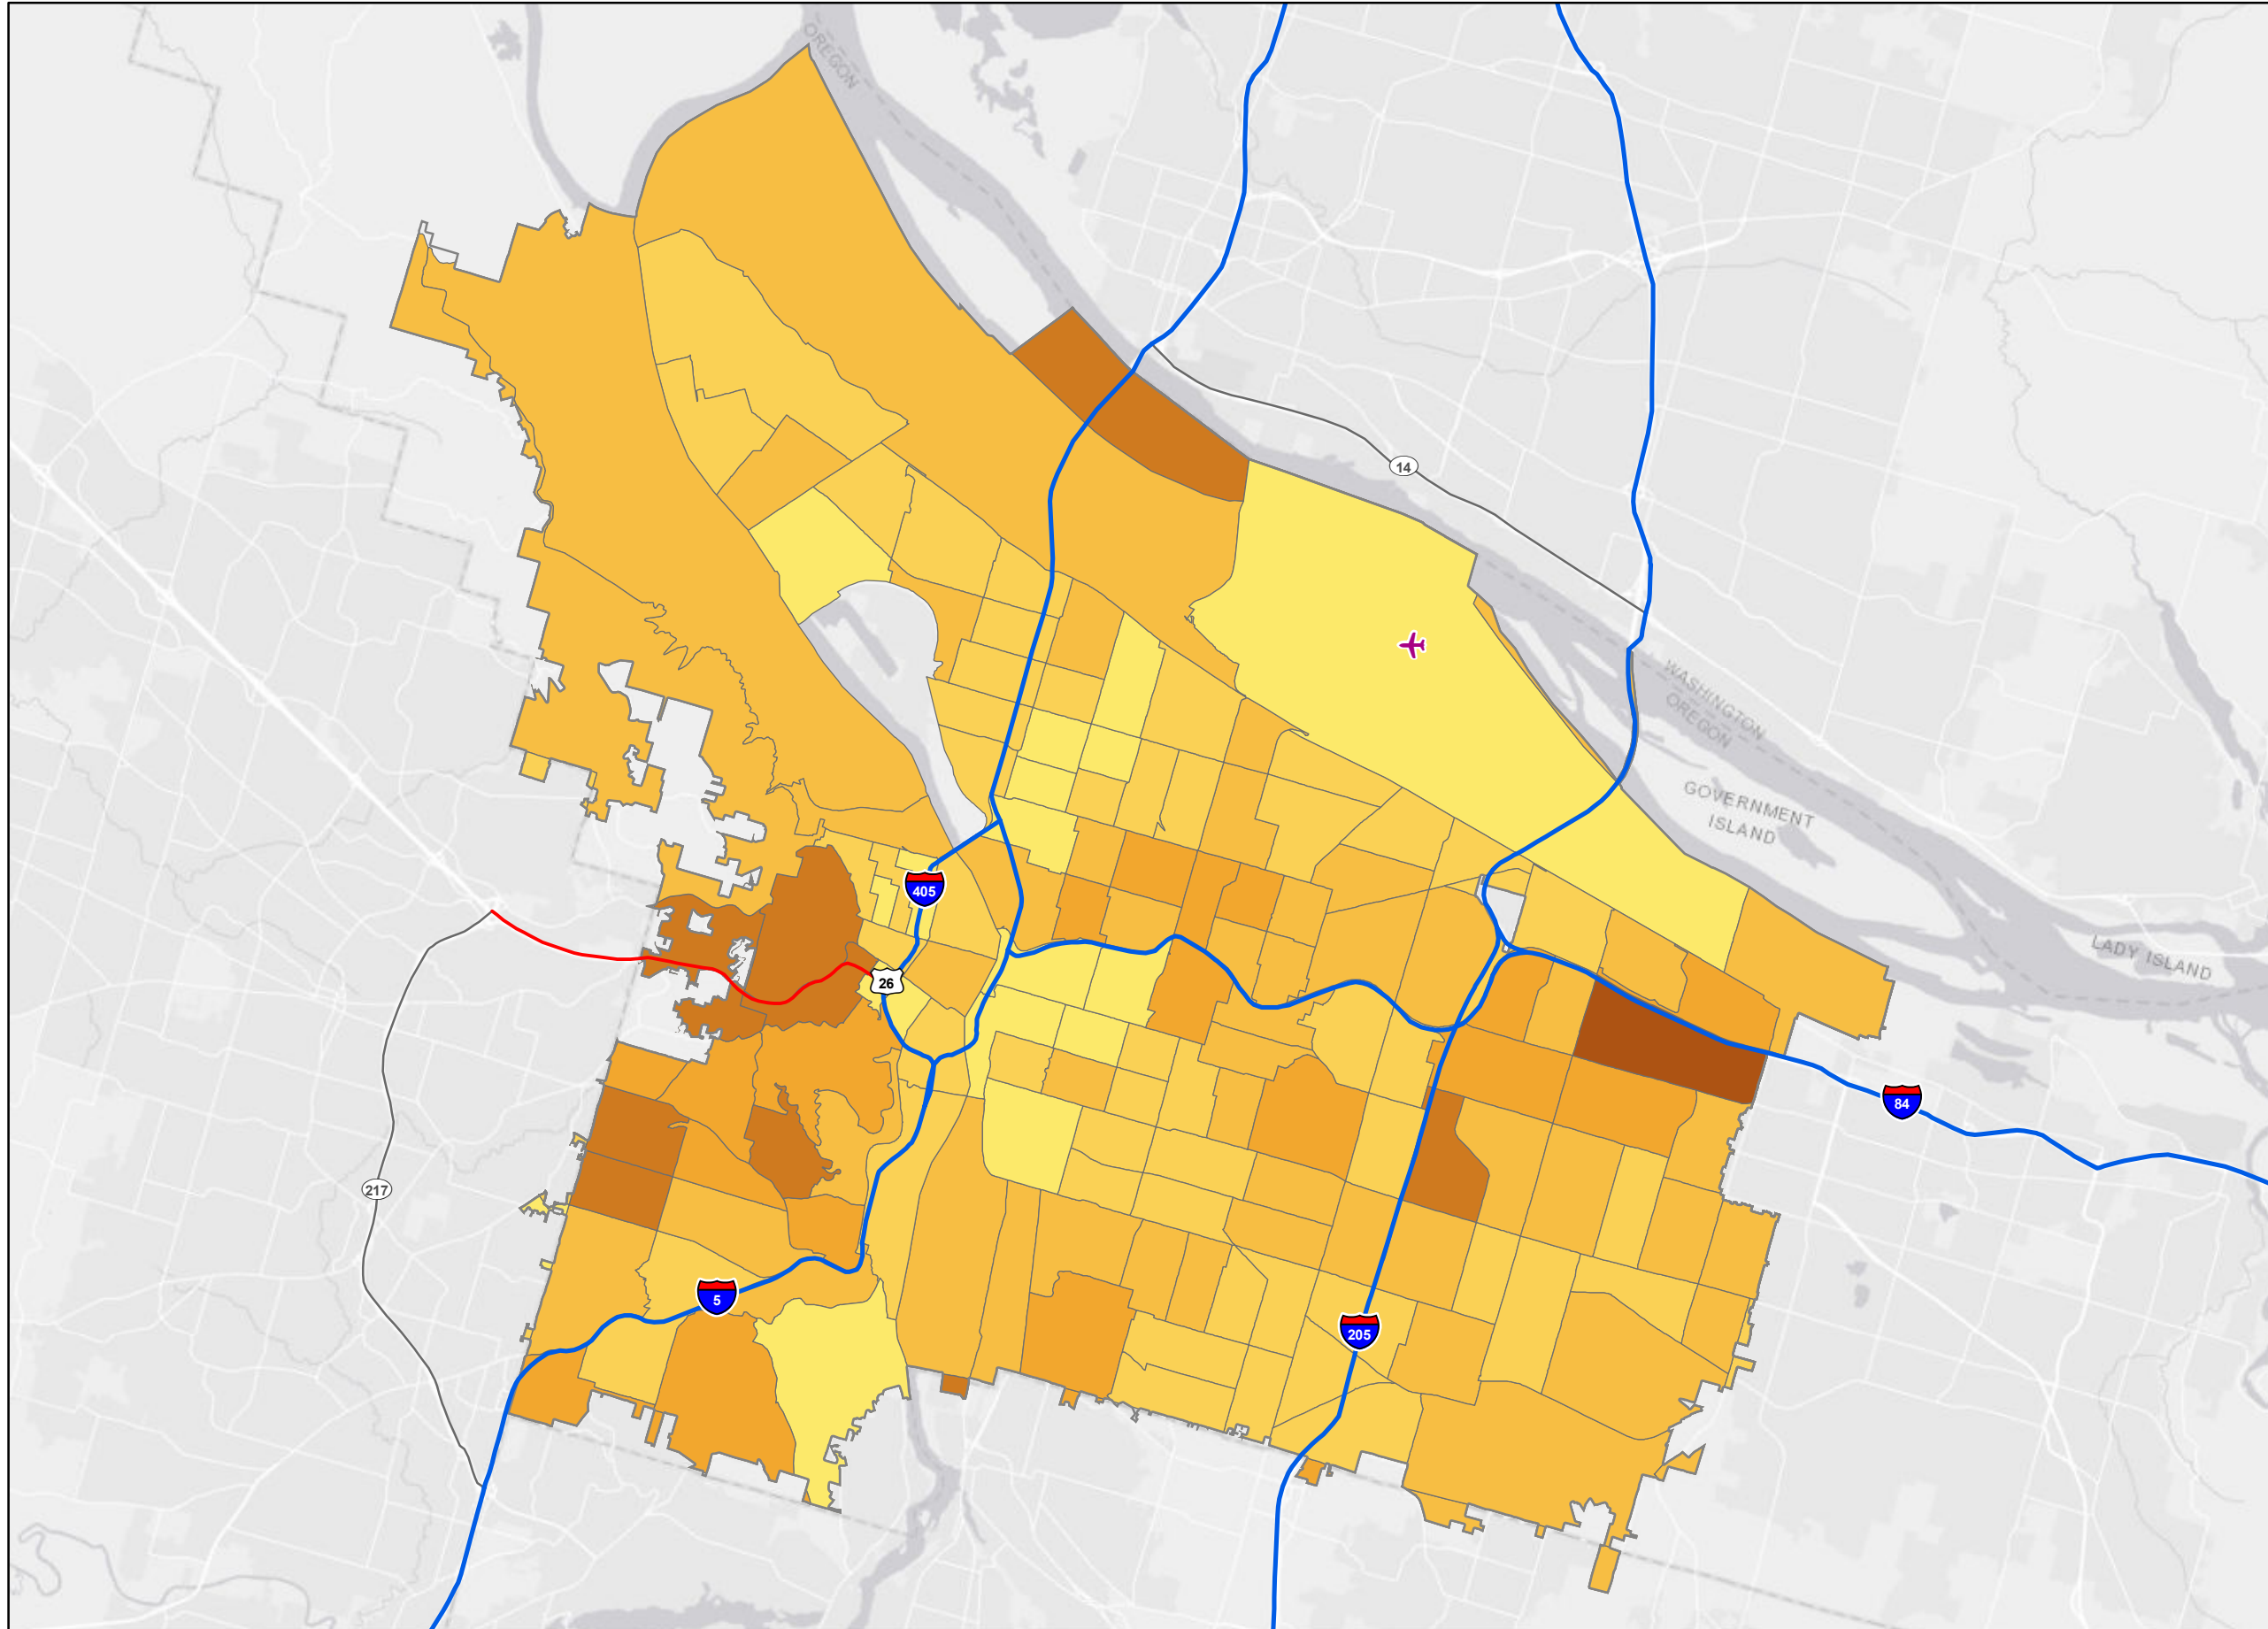 OREGON
14
WASHINGTON
OREGON
GOVERNMENT
ISLAND
405
LADY ISLAND
26
84
217
5
205